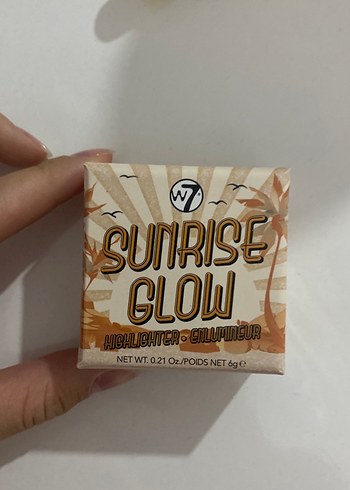 W7
SUNRISE
GLOW
HIGHLIGHTER • ENLUMINEUR
NET WT. 0.21 Oz./POIDS NET 6g ℮